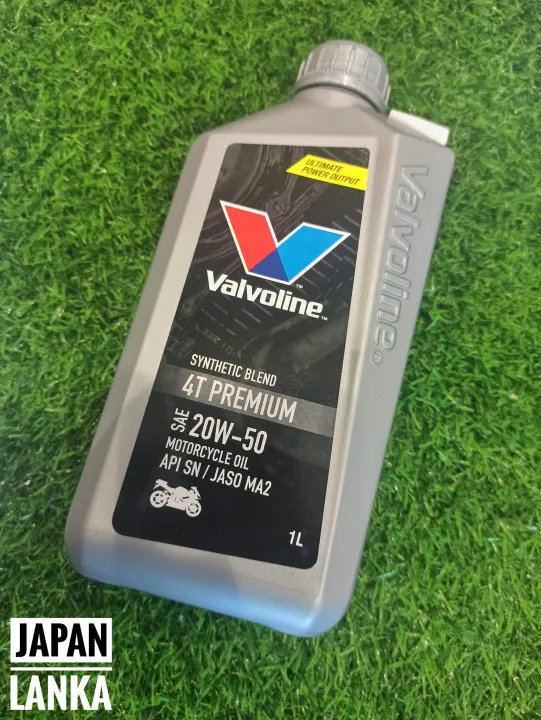 ULTIMATE
POWER OUTPUT
Valvoline™
Valvoline®
SYNTHETIC BLEND
4T PREMIUM
SAE 20W-50
MOTORCYCLE OIL
API SN / JASO MA2
1L
JAPAN
LANKA